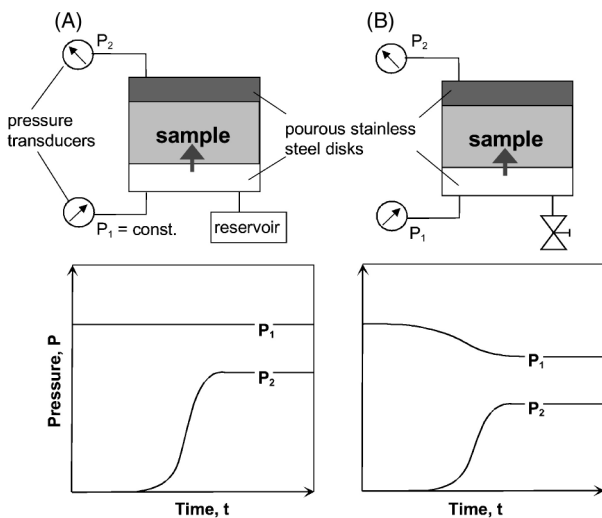 (A)
(B)
P2
P2
pressure
transducers
sample
pourous stainless
steel disks
sample
P1 = const.
reservoir
P1
Pressure, P
P1
P2
Time, t
P1
P2
Time, t